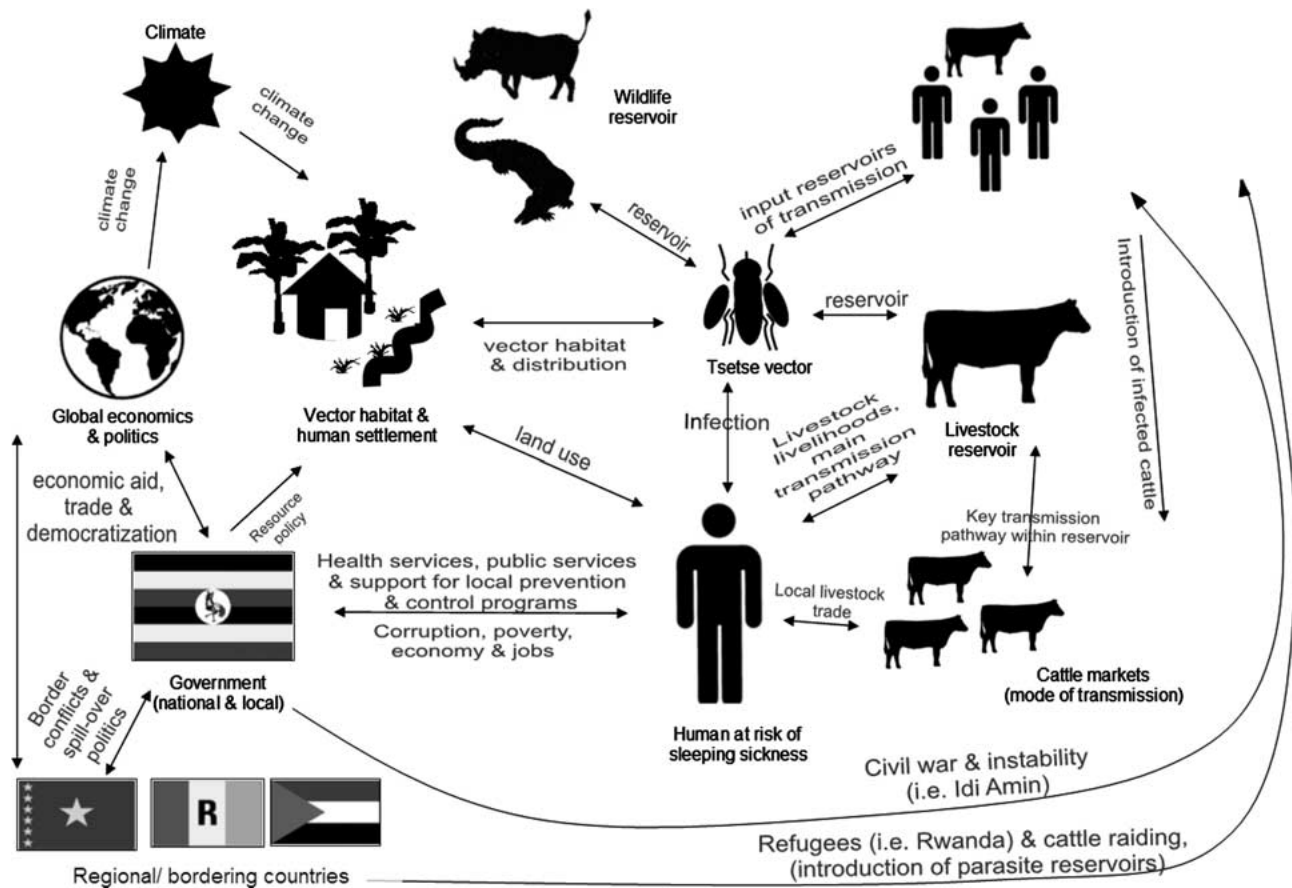 Climate
climate
change
climate
change
Wildlife
reservoir
reservoir
input reservoirs
of transmission
Introduction of infected cattle
Global economics
& politics
Vector habitat &
human settlement
vector habitat
& distribution
Tsetse vector
reservoir
Livestock
reservoir
Infection
Livestock
livelihoods,
main
transmission
pathway
land use
economic aid,
trade &
democratization
Resource
policy
Key transmission
pathway within reservoir
Health services, public services
& support for local prevention
& control programs
Corruption, poverty,
economy & jobs
Local livestock
trade
Cattle markets
(mode of transmission)
Government
(national & local)
Border
conflicts &
spill-over
politics
Human at risk of
sleeping sickness
R
Civil war & instability
(i.e. Idi Amin)
Refugees (i.e. Rwanda) & cattle raiding,
(introduction of parasite reservoirs)
Regional/ bordering countries